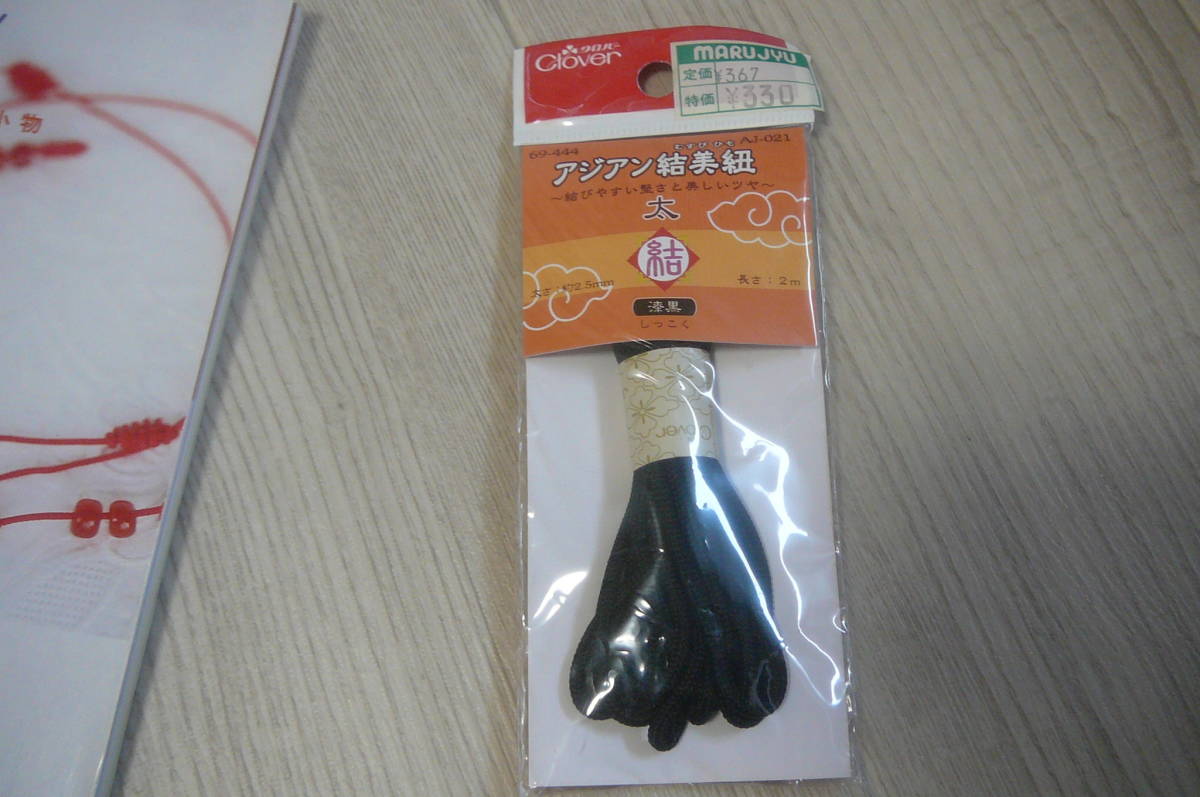 小物
クロバー
Clover
MARUJYU
定価 ¥367
特価 ¥330
69-444
AJ-021
むすびひも
アジアン結美紐
～結びやすい堅さと美しいツヤ～
太
結
太さ：約2.5mm
長さ：2m
漆黒
しっこく
Clover